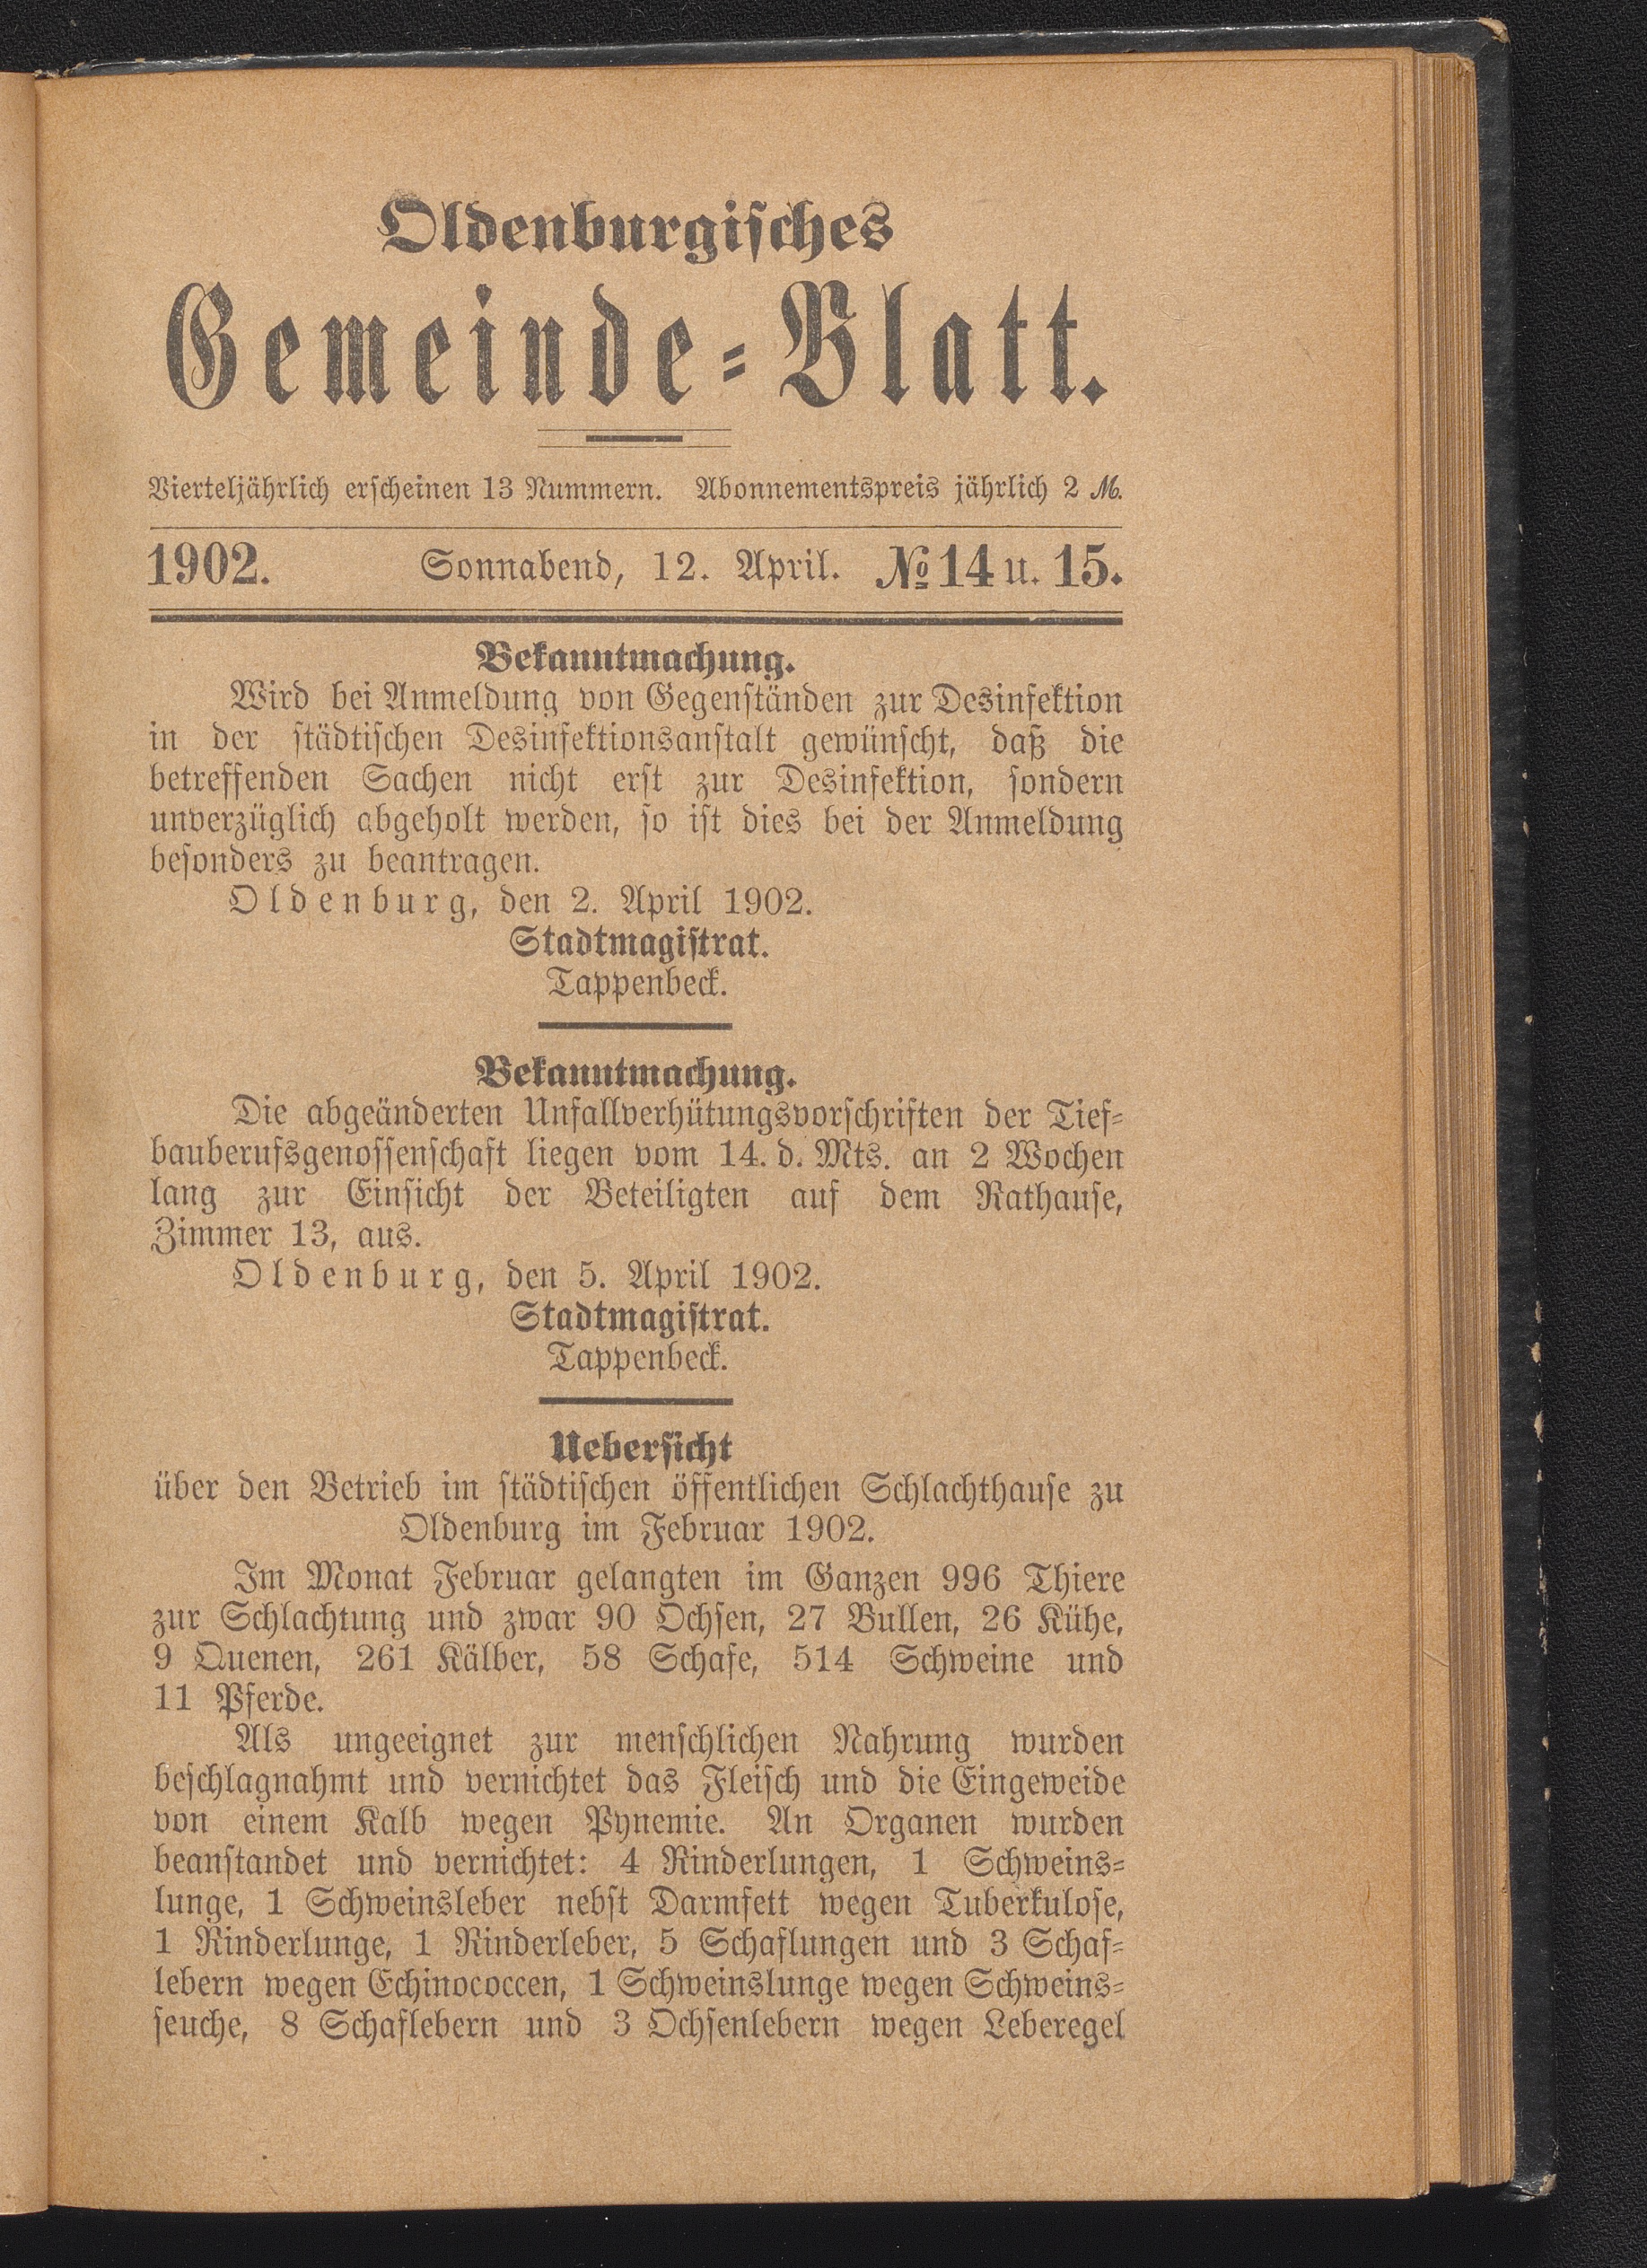 Oldenburgisches
Gemeinde-Blatt.
Vierteljährlich erscheinen 13 Nummern. Abonnementspreis jährlich 2 ℳ.
1902. Sonnabend, 12. April. № 14 u. 15.
Bekanntmachung.
Wird bei Anmeldung von Gegenständen zur Desinfektion
in der städtischen Desinfektionsanstalt gewünscht, daß die
betreffenden Sachen nicht erst zur Desinfektion, sondern
unverzüglich abgeholt werden, so ist dies bei der Anmeldung
besonders zu beantragen.
Oldenburg, den 2. April 1902.
Stadtmagistrat.
Tappenbeck.
Bekanntmachung.
Die abgeänderten Unfallverhütungsvorschriften der Tief-
bauberufsgenossenschaft liegen vom 14. d. Mts. an 2 Wochen
lang zur Einsicht der Beteiligten auf dem Rathause,
Zimmer 13, aus.
Oldenburg, den 5. April 1902.
Stadtmagistrat.
Tappenbeck.
Uebersicht
über den Betrieb im städtischen öffentlichen Schlachthause zu
Oldenburg im Februar 1902.
Im Monat Februar gelangten im Ganzen 996 Thiere
zur Schlachtung und zwar 90 Ochsen, 27 Bullen, 26 Kühe,
9 Quenen, 261 Kälber, 58 Schafe, 514 Schweine und
11 Pferde.
Als ungeeignet zur menschlichen Nahrung wurden
beschlagnahmt und vernichtet das Fleisch und die Eingeweide
von einem Kalb wegen Pynemie. An Organen wurden
beanstandet und vernichtet: 4 Rinderlungen, 1 Schweins-
lunge, 1 Schweinsleber nebst Darmfett wegen Tuberkulose,
1 Rinderlunge, 1 Rinderleber, 5 Schaflungen und 3 Schaf-
lebern wegen Echinococcen, 1 Schweinslunge wegen Schweins-
seuche, 8 Schaflebern und 3 Ochsenlebern wegen Leberegel